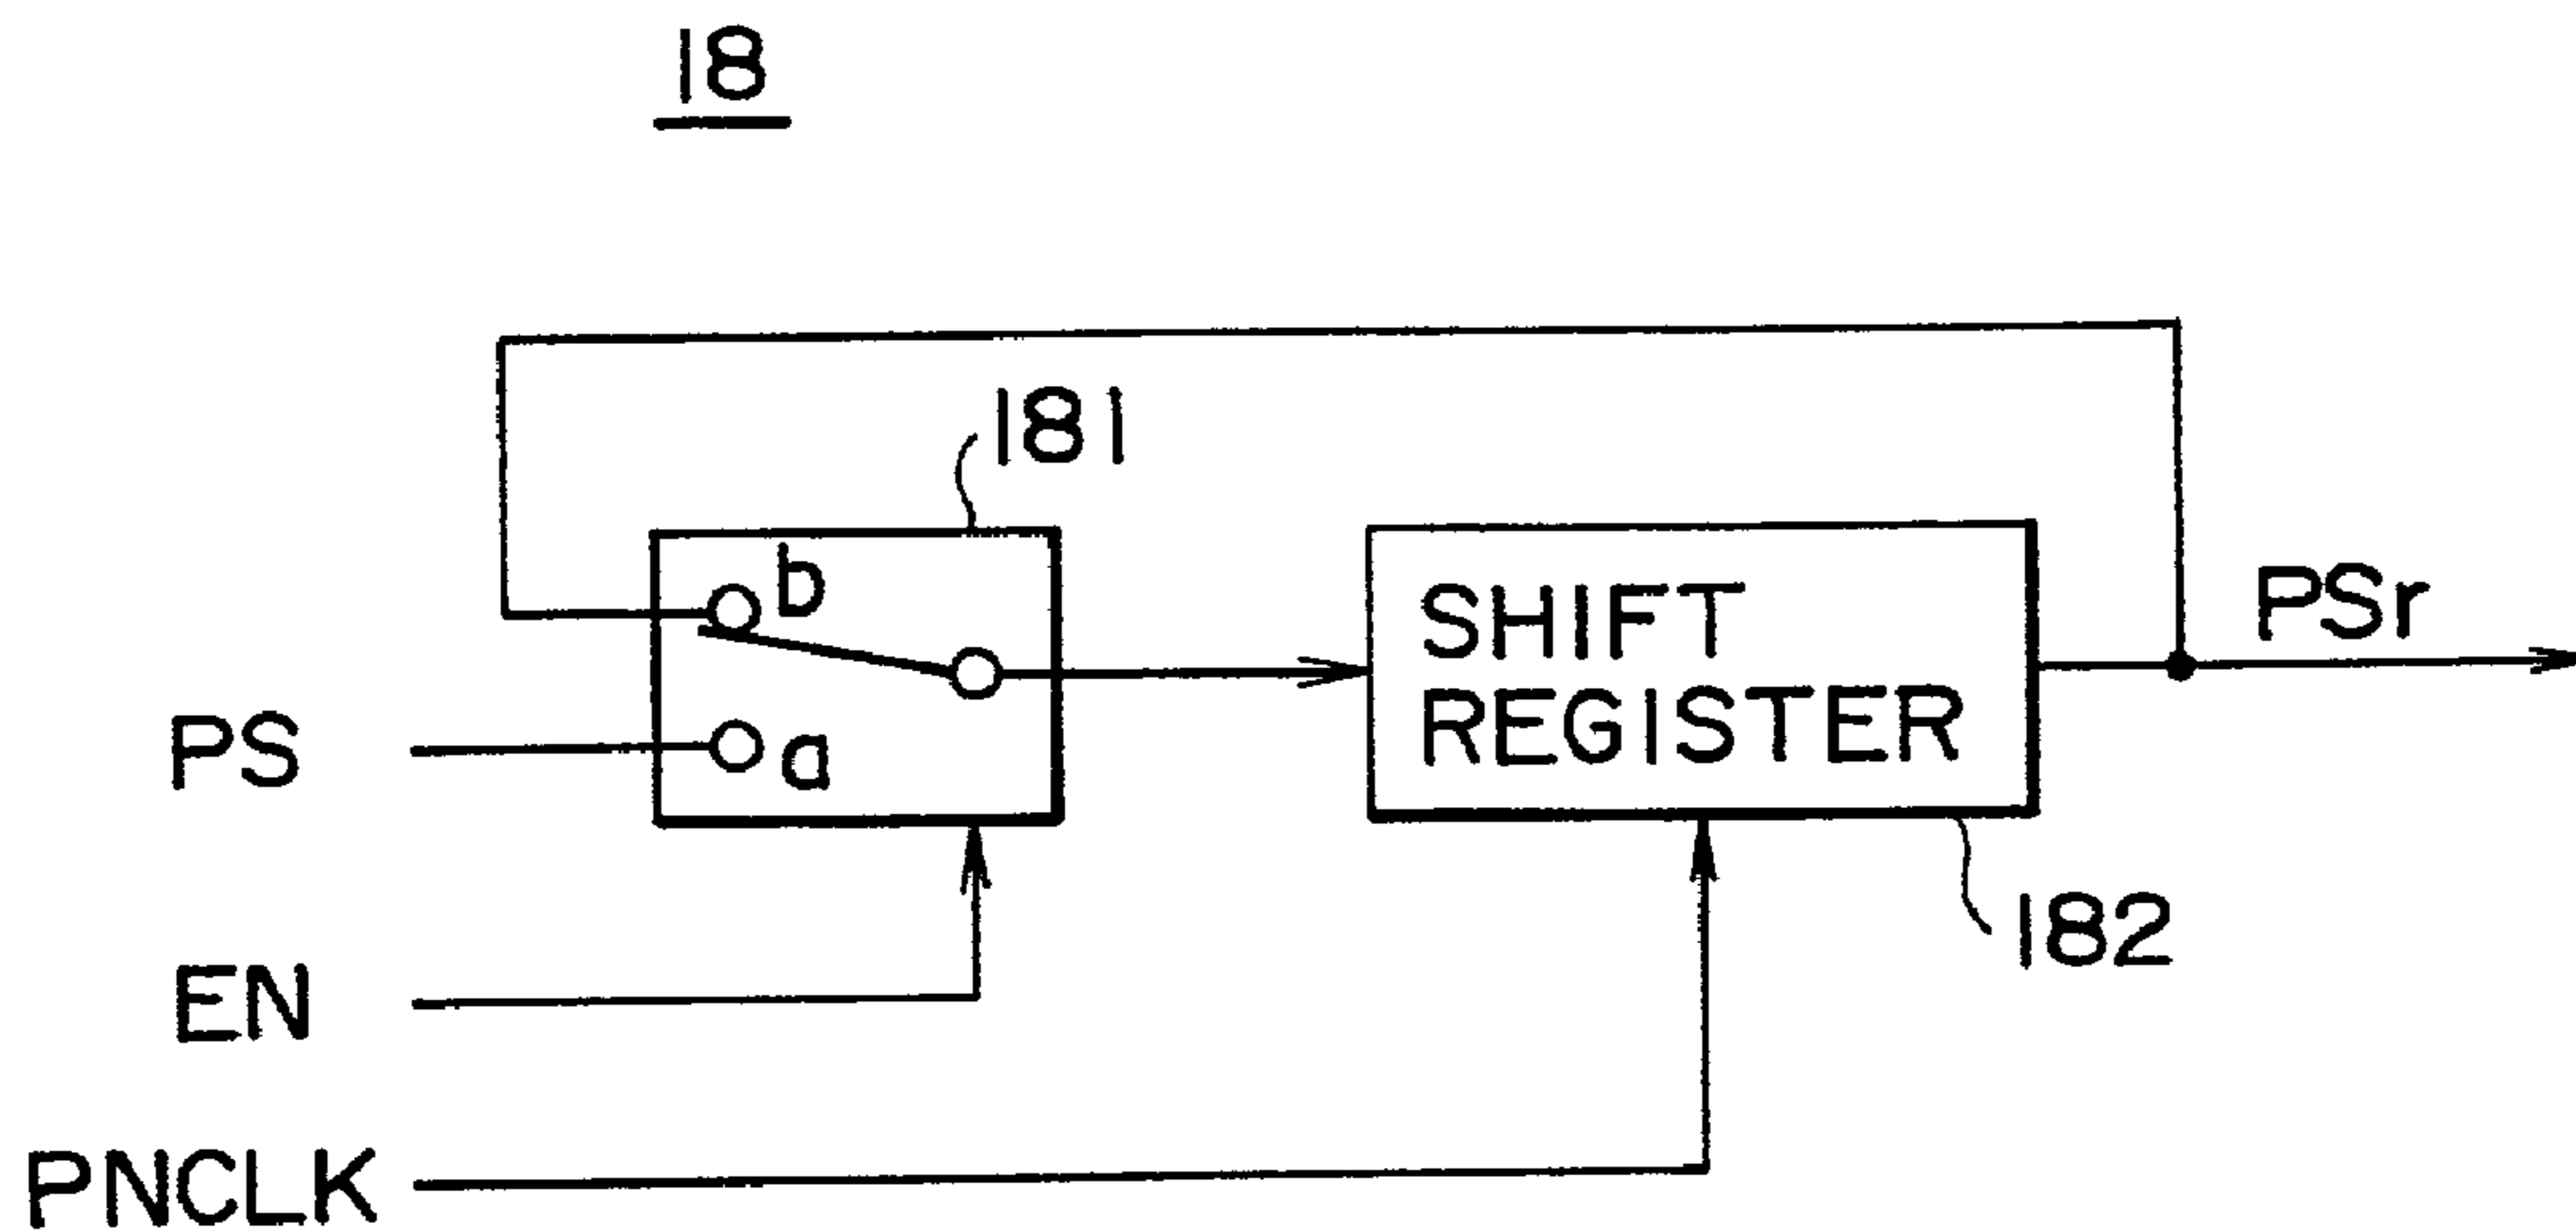 18
181
b
SHIFT
REGISTER
PSr
PS
a
182
EN
PNCLK